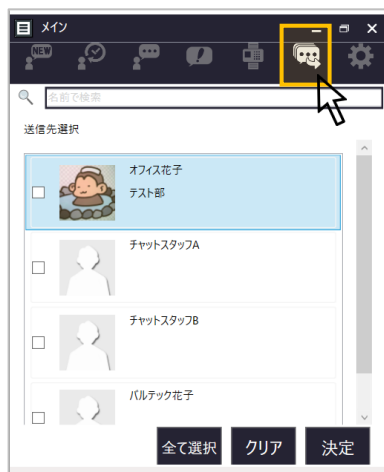 メイン
NEW
名前で検索
送信先選択
オフィス花子
テスト部
チャットスタッフA
チャットスタッフB
バルテック花子
全て選択
クリア
決定